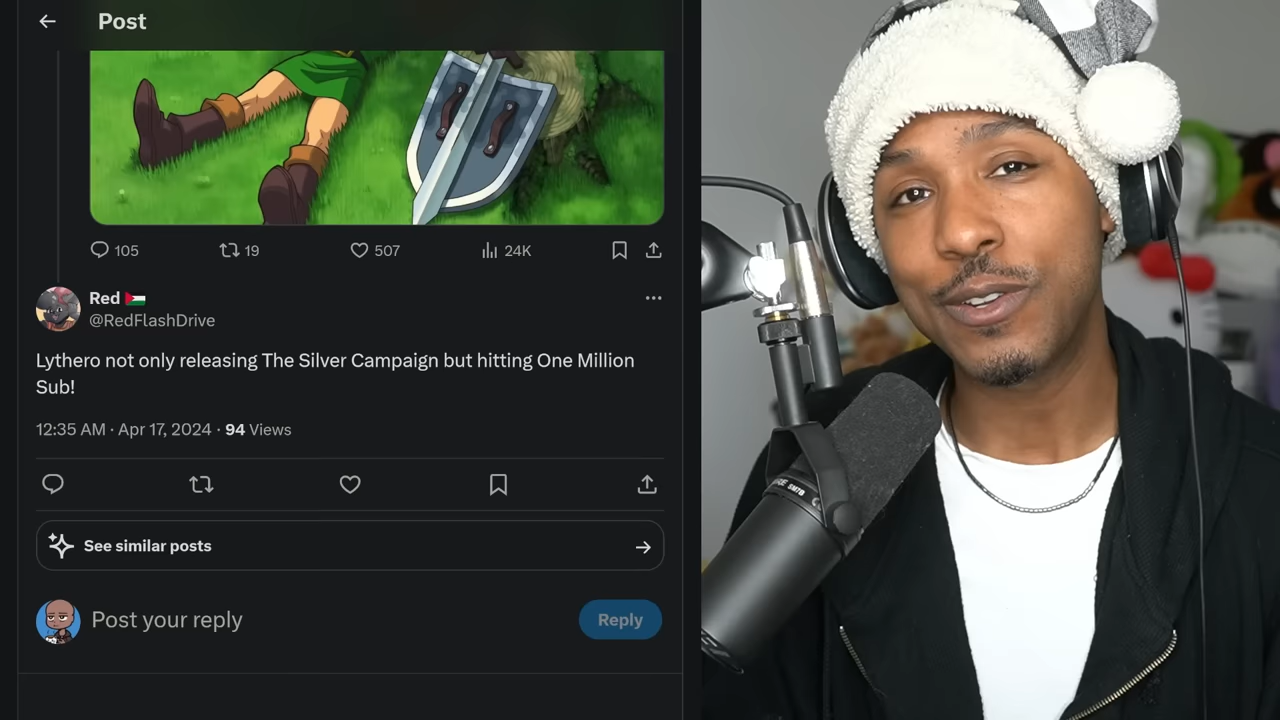 Post
105
19
507
24K
Red
@RedFlashDrive
Lythero not only releasing The Silver Campaign but hitting One Million
Sub!
12:35 AM · Apr 17, 2024 · 94 Views
See similar posts
Post your reply
Reply
SM7B